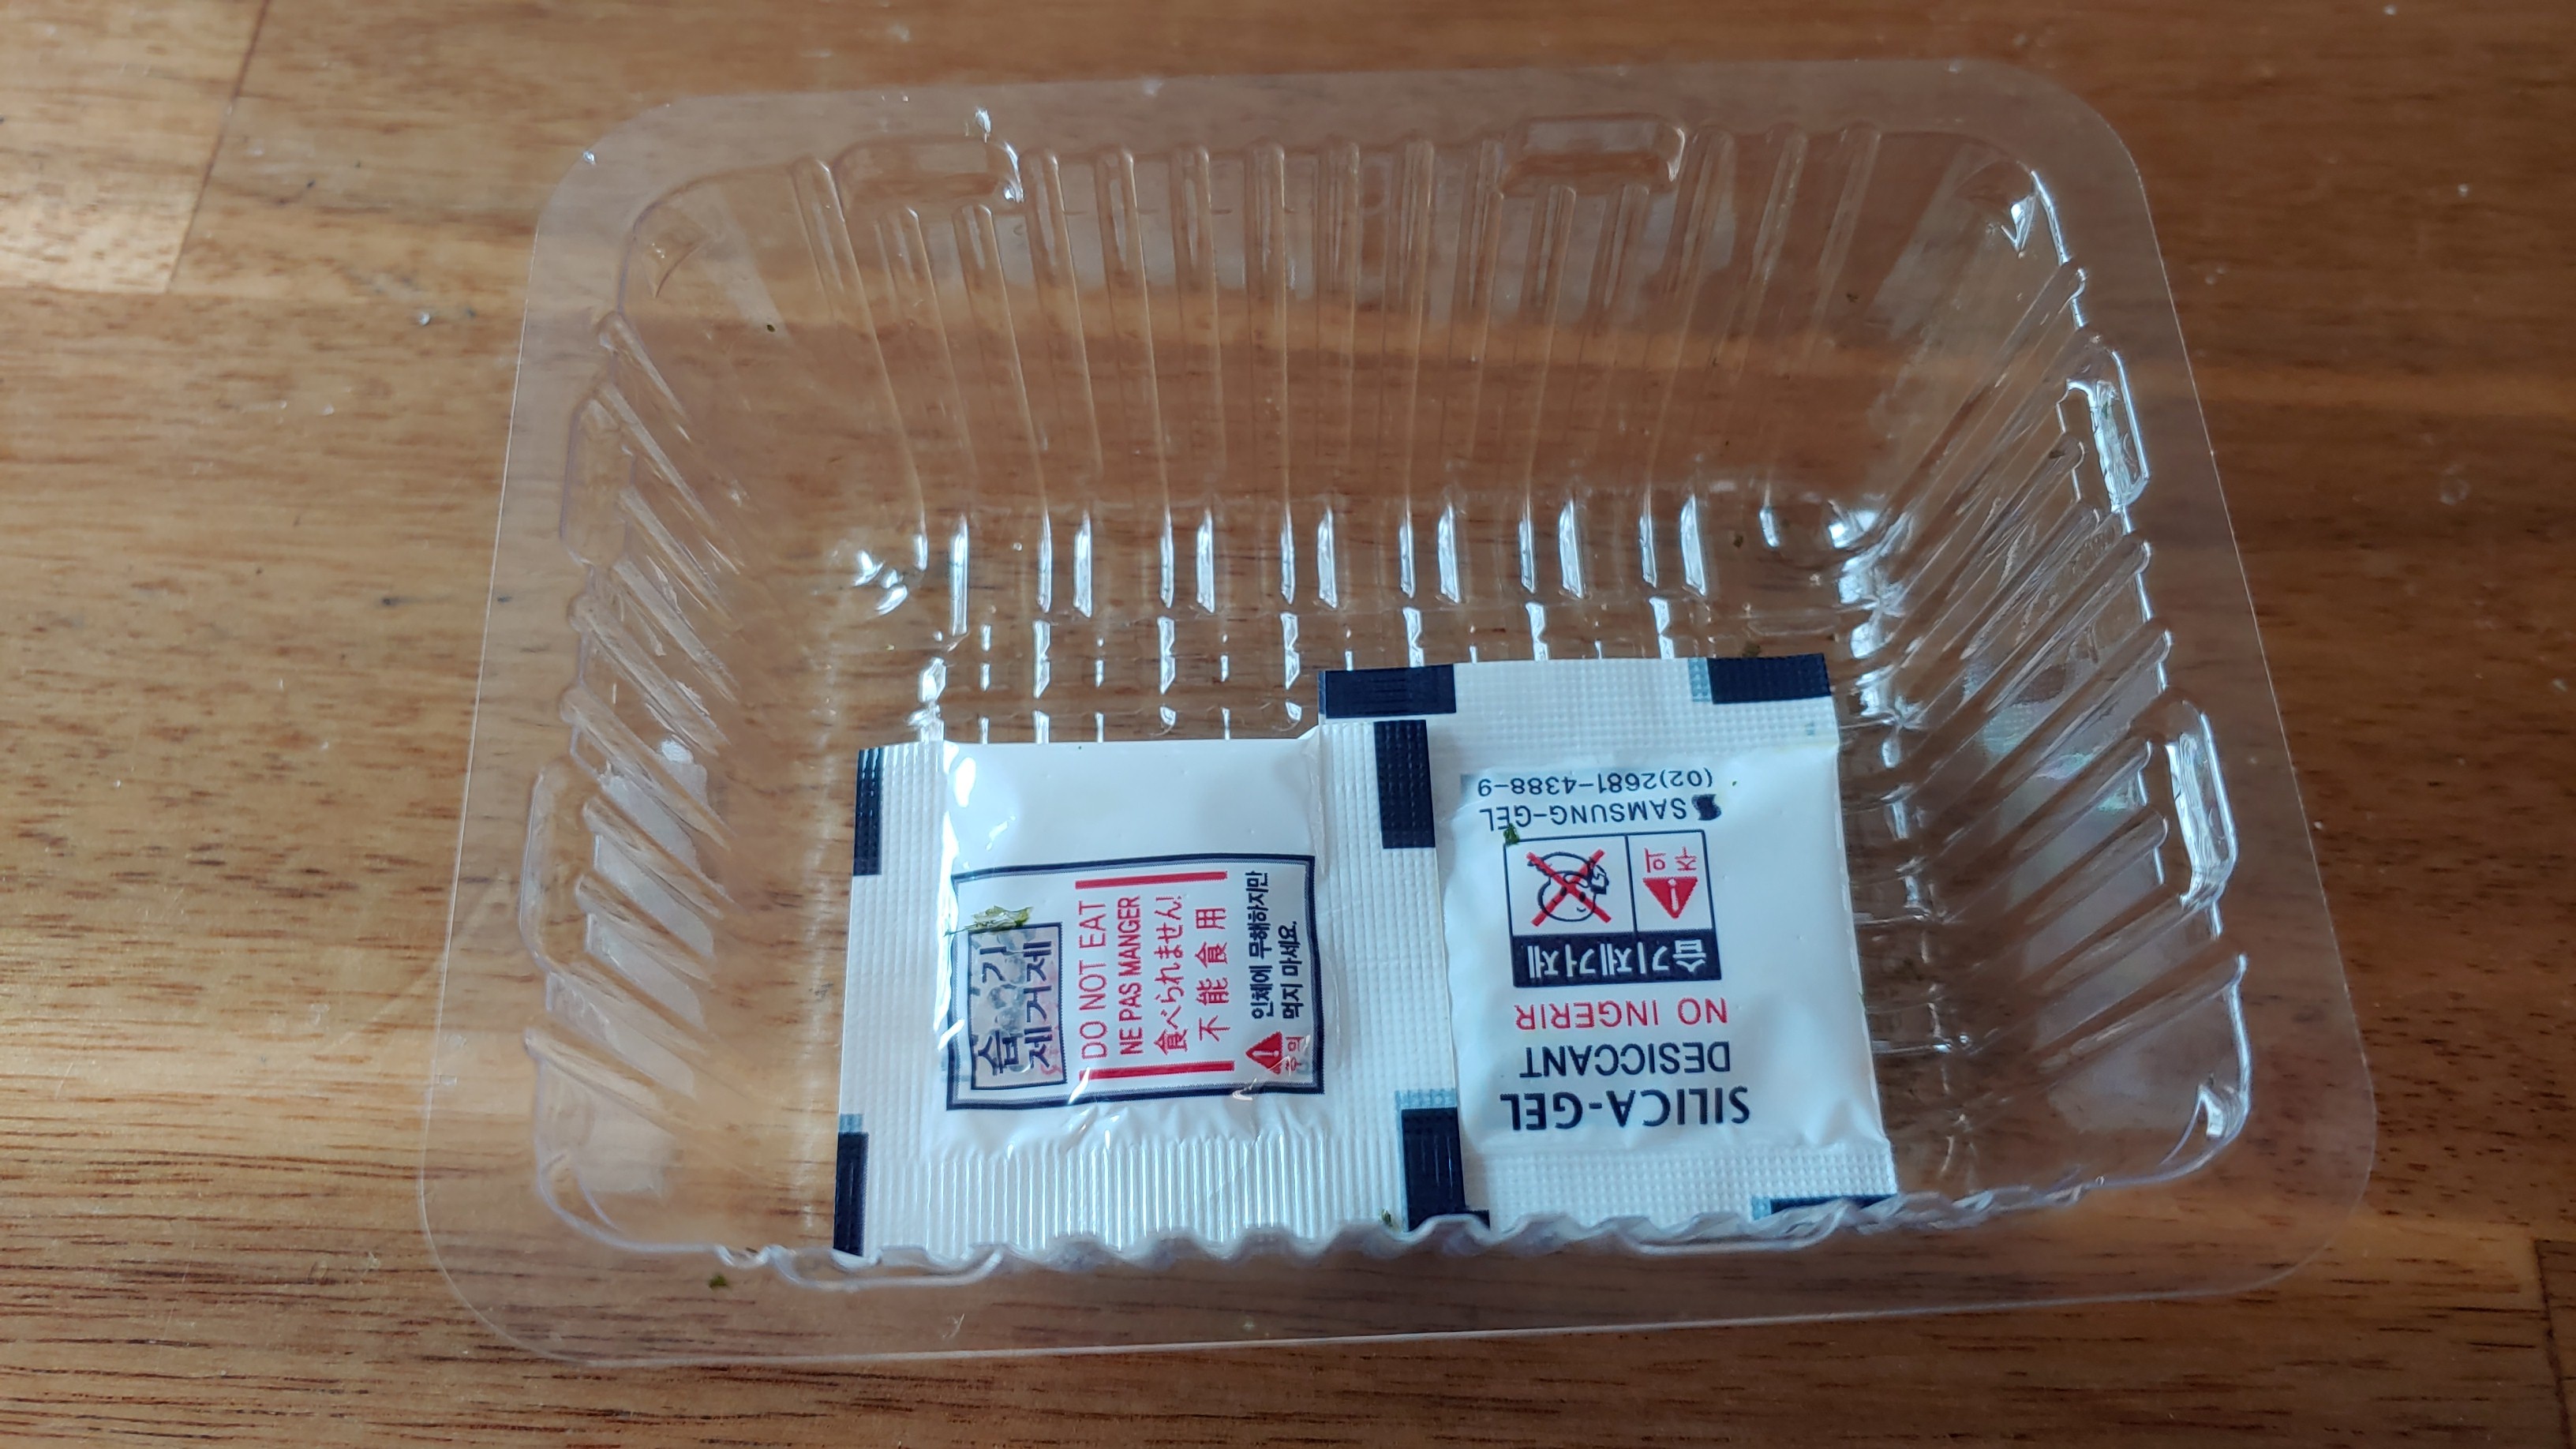 습기
제거제
DO NOT EAT
NE PAS MANGER
食べられません!
不能食用
주의
인체에 무해하지만
먹지 마세요.
SILICA-GEL
DESICCANT
NO INGERIR
습기제거제
주의
SAMSUNG-GEL
(02)2681-4388-9